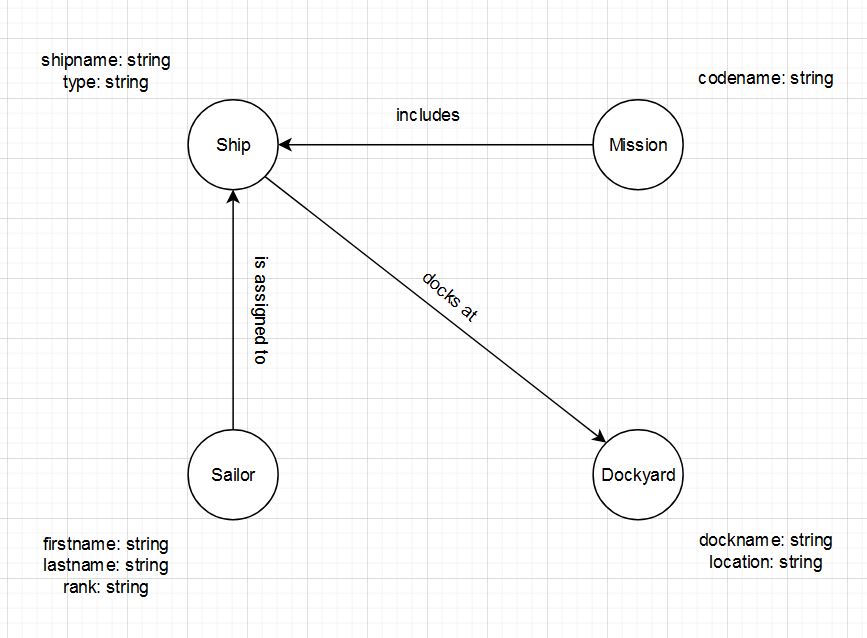 shipname: string
type: string
codename: string
includes
Ship
Mission
is assigned to
docks at
Sailor
Dockyard
firstname: string
lastname: string
rank: string
dockname: string
location: string